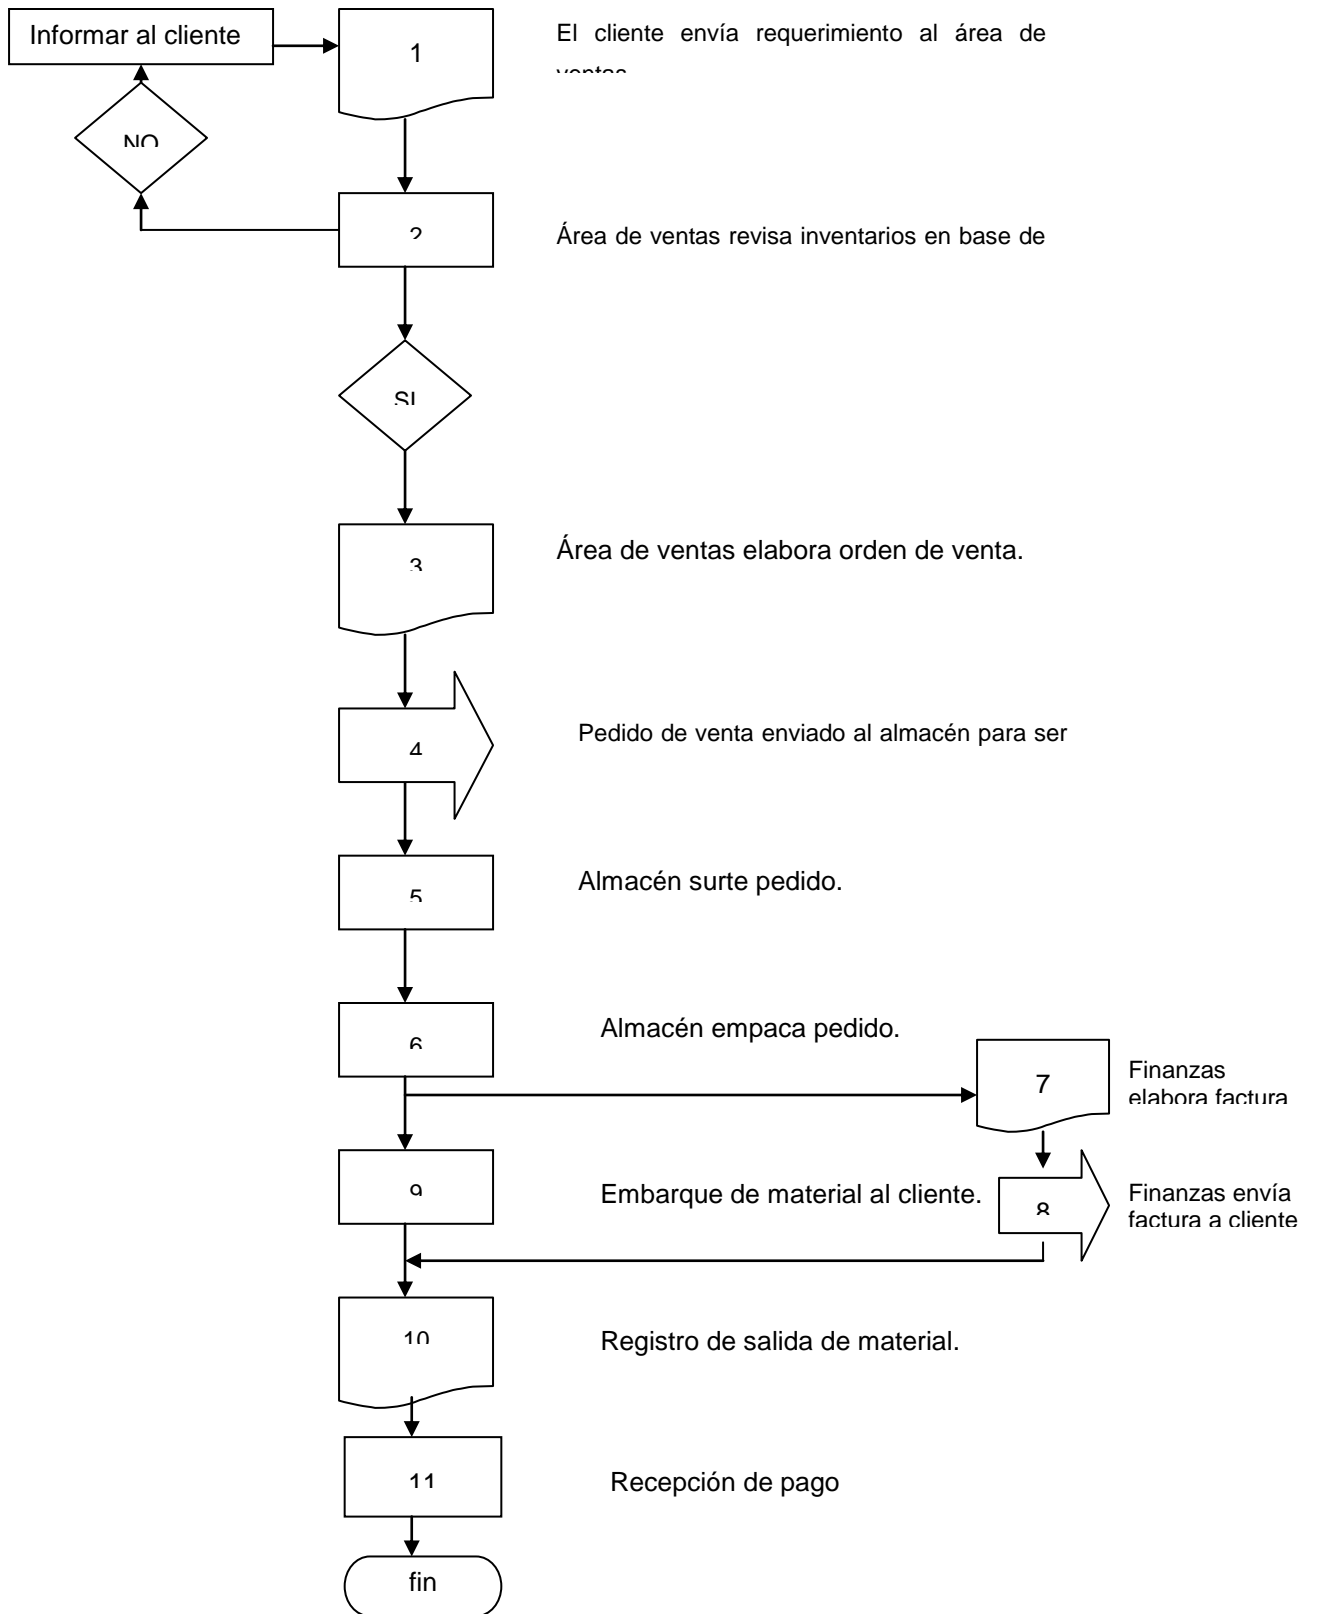 Informar al cliente
1
El cliente envía requerimiento al área de
ventas
NO
2
Área de ventas revisa inventarios en base de
SI
3
Área de ventas elabora orden de venta.
4
Pedido de venta enviado al almacén para ser
5
Almacén surte pedido.
6
Almacén empaca pedido.
7
Finanzas
elabora factura
9
Embarque de material al cliente.
8
Finanzas envía
factura a cliente
10
Registro de salida de material.
11
Recepción de pago
fin